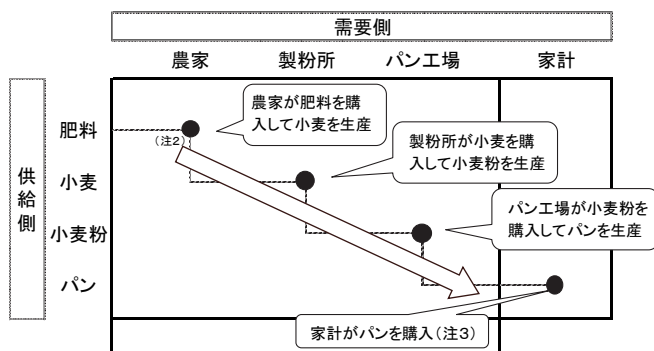 需要側
農家 製粉所 パン工場 家計
供給側
肥料
小麦
小麦粉
パン
(注2)
農家が肥料を購
入して小麦を生産
製粉所が小麦を購
入して小麦粉を生産
パン工場が小麦粉を
購入してパンを生産
家計がパンを購入(注3)